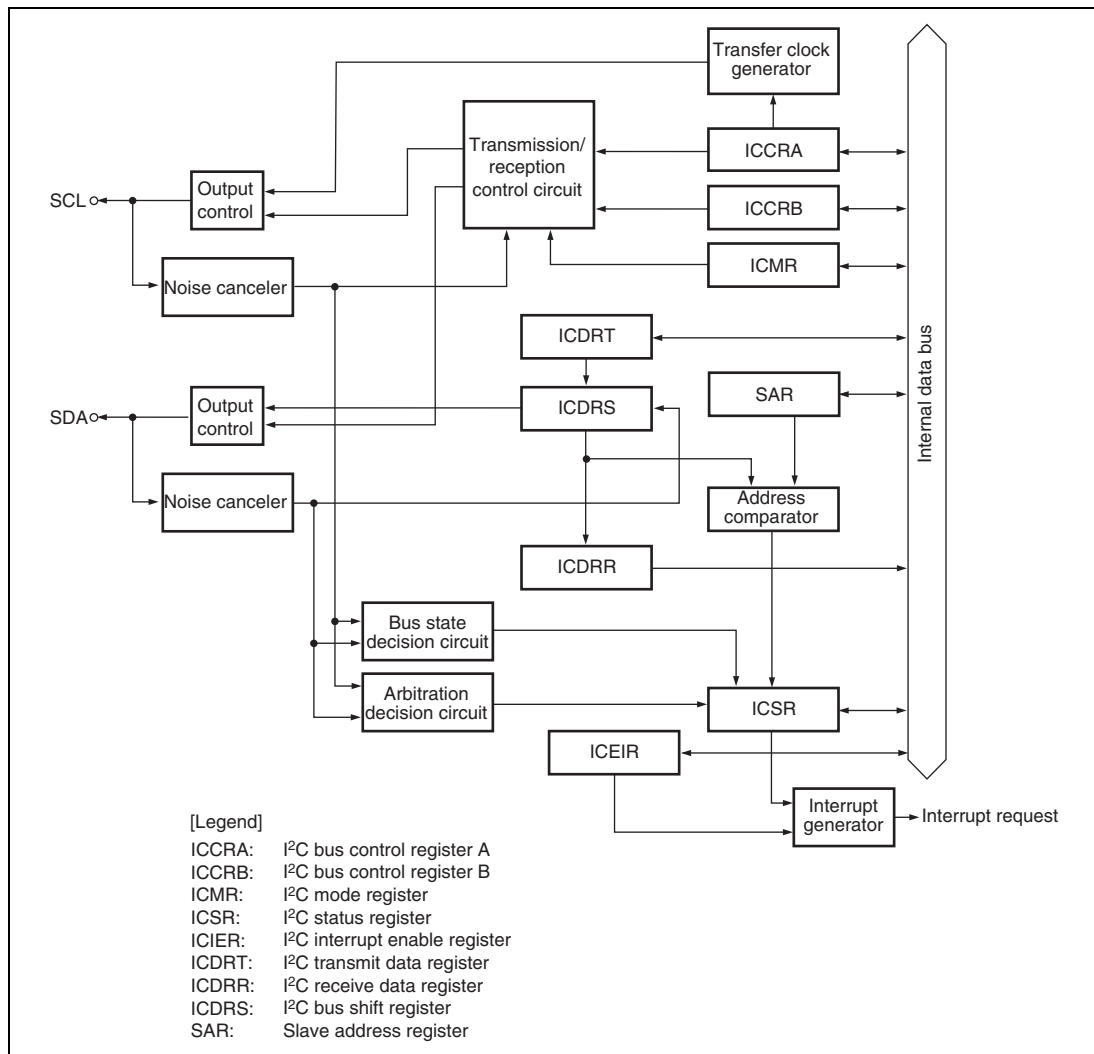 Transfer clock
generator
Transmission/
reception
control circuit
ICCRA
SCL
Output
control
ICCRB
ICMR
Noise canceler
Internal data bus
ICDRT
SDA
Output
control
ICDRS
SAR
Noise canceler
Address
comparator
ICDRR
Bus state
decision circuit
Arbitration
decision circuit
ICSR
ICEIR
Interrupt
generator
Interrupt request
[Legend]
ICCRA: I²C bus control register A
ICCRB: I²C bus control register B
ICMR: I²C mode register
ICSR: I²C status register
ICIER: I²C interrupt enable register
ICDRT: I²C transmit data register
ICDRR: I²C receive data register
ICDRS: I²C bus shift register
SAR: Slave address register